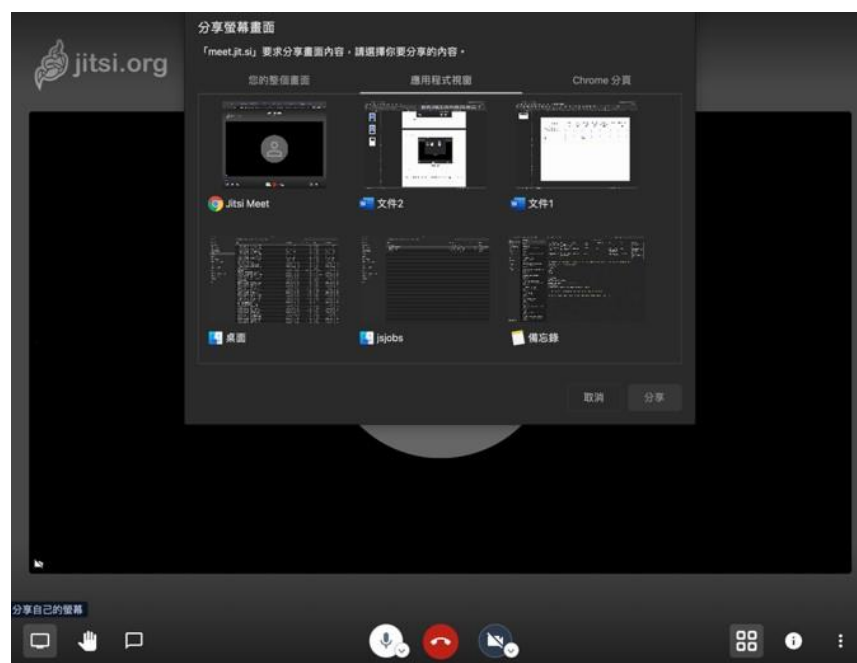 分享螢幕畫面
「meet.jit.si」要求分享畫面內容，請選擇你要分享的內容。
jitsi.org
您的整個畫面
應用程式視窗
Chrome 分頁
Jitsi Meet
文件2
文件1
桌面
jsjobs
備忘錄
取消
分享
分享自己的螢幕